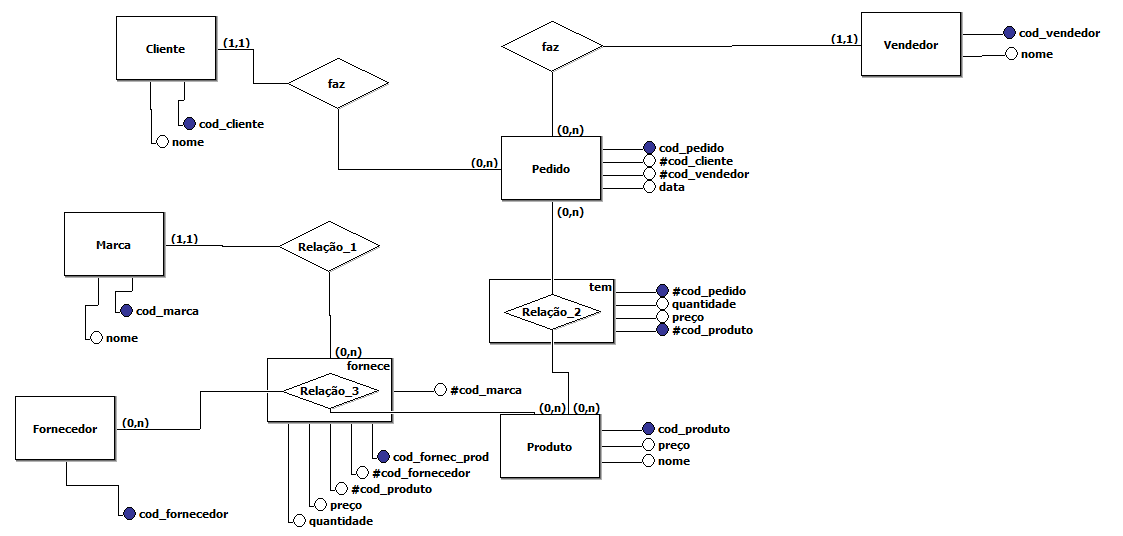 Cliente
(1,1)
faz
cod_cliente
nome
faz
(1,1)
Vendedor
cod_vendedor
nome
(0,n)
(0,n)
Pedido
cod_pedido
#cod_cliente
#cod_vendedor
data
(0,n)
Marca
(1,1)
Relação_1
cod_marca
nome
(0,n)
tem
Relação_2
#cod_pedido
quantidade
preço
#cod_produto
fornece
Relação_3
#cod_marca
Fornecedor
(0,n)
cod_fornecedor
(0,n)
(0,n)
Produto
cod_produto
preço
nome
cod_fornec_prod
#cod_fornecedor
#cod_produto
preço
quantidade